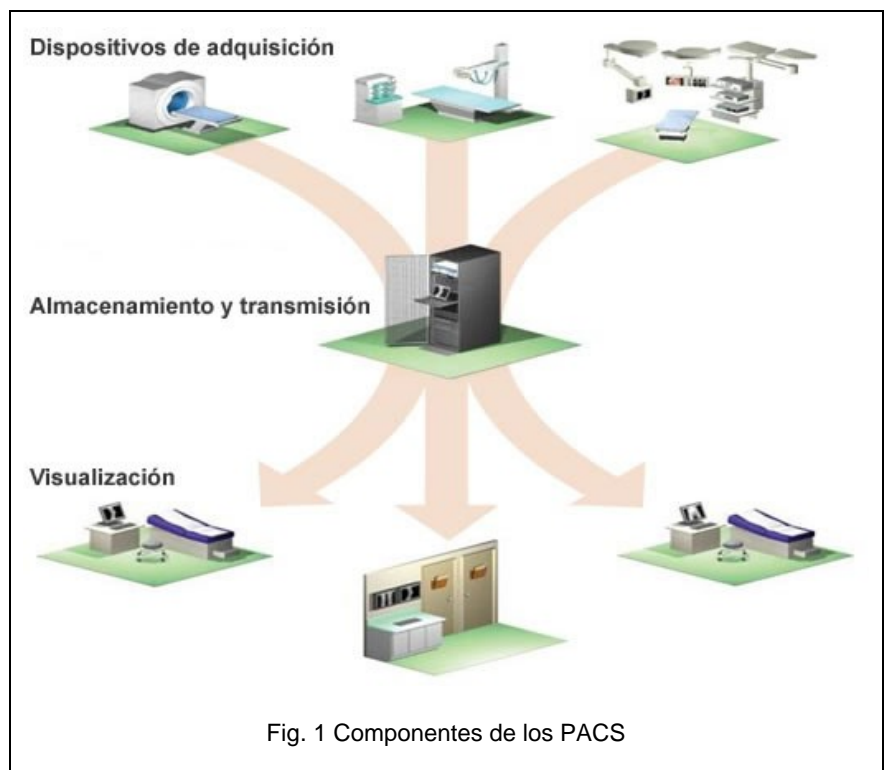 Dispositivos de adquisición
Almacenamiento y transmisión
Visualización
Fig. 1 Componentes de los PACS